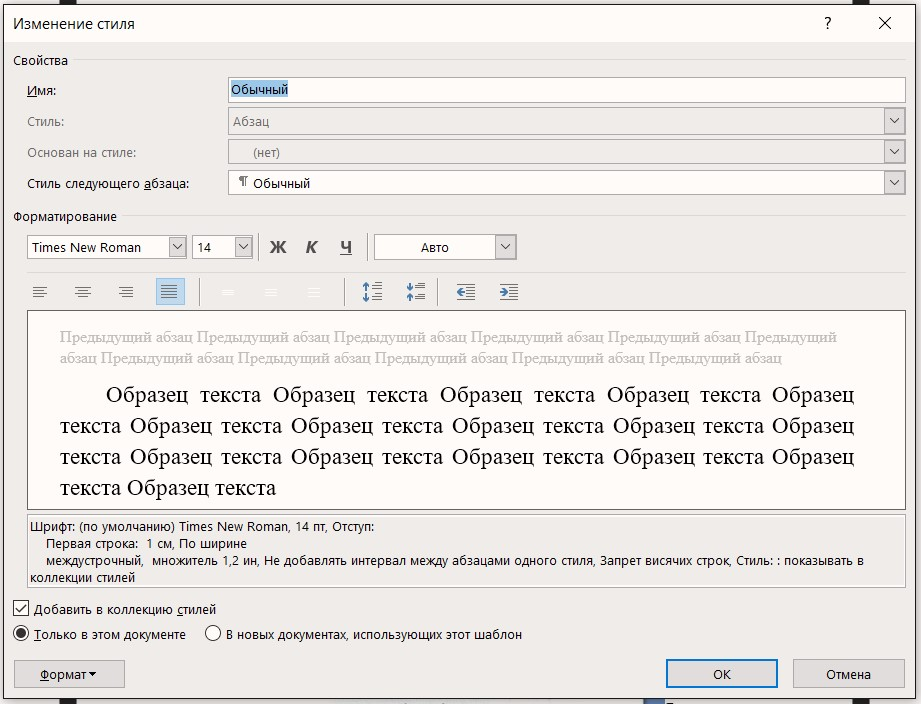 Изменение стиля ?
Свойства
Имя: Обычный
Стиль: Абзац
Основан на стиле: (нет)
Стиль следующего абзаца: ¶ Обычный
Форматирование
Times New Roman 14 Ж К Ч Авто
Предыдущий абзац Предыдущий абзац Предыдущий абзац Предыдущий абзац Предыдущий абзац Предыдущий
абзац Предыдущий абзац Предыдущий абзац Предыдущий абзац Предыдущий абзац Предыдущий абзац
Образец текста Образец текста Образец текста Образец текста Образец
текста Образец текста Образец текста Образец текста Образец текста Образец
текста Образец текста Образец текста Образец текста Образец текста Образец
текста Образец текста
Шрифт: (по умолчанию) Times New Roman, 14 пт, Отступ:
Первая строка: 1 см, По ширине
междустрочный, множитель 1,2 ин, Не добавлять интервал между абзацами одного стиля, Запрет висячих строк, Стиль: : показывать в
коллекции стилей
Добавить в коллекцию стилей
Только в этом документе В новых документах, использующих этот шаблон
Формат ОК Отмена